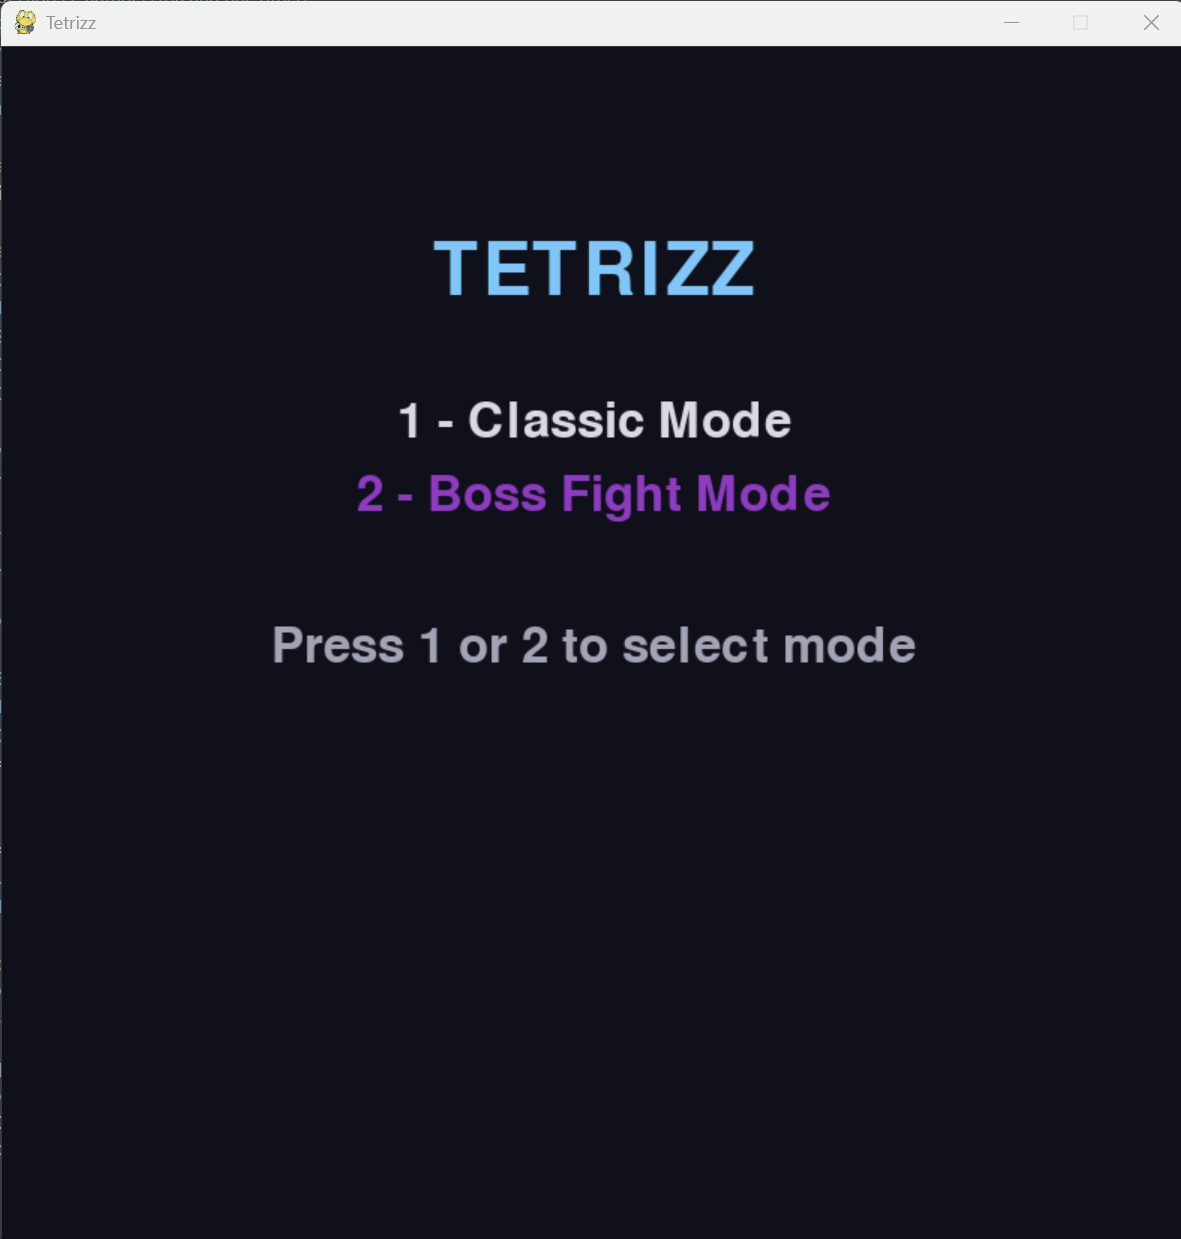 Tetrizz
TETRIZZ
1 - Classic Mode
2 - Boss Fight Mode
Press 1 or 2 to select mode